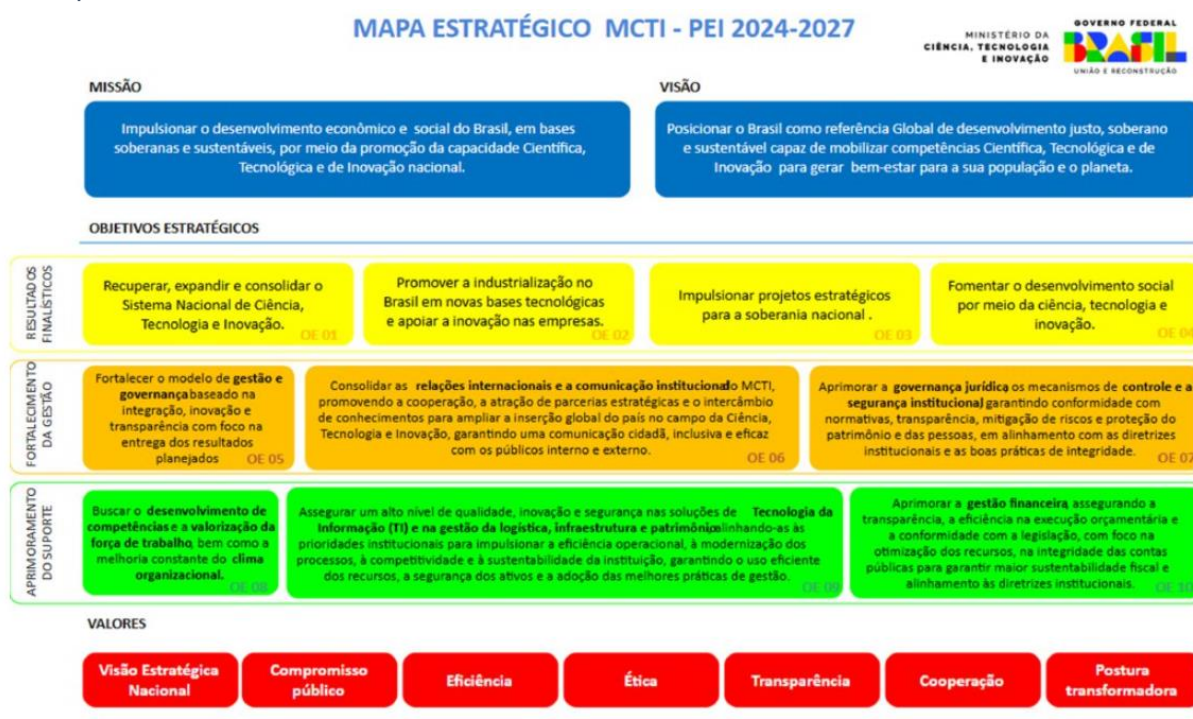 MAPA ESTRATÉGICO MCTI - PEI 2024-2027
MINISTÉRIO DA
CIÊNCIA, TECNOLOGIA
E INOVAÇÃO
GOVERNO FEDERAL
BRASIL
UNIÃO E RECONSTRUÇÃO
MISSÃO
Impulsionar o desenvolvimento econômico e social do Brasil, em bases
soberanas e sustentáveis, por meio da promoção da capacidade Científica,
Tecnológica e de Inovação nacional.
VISÃO
Posicionar o Brasil como referência Global de desenvolvimento justo, soberano
e sustentável capaz de mobilizar competências Científica, Tecnológica e de
Inovação para gerar bem-estar para a sua população e o planeta.
OBJETIVOS ESTRATÉGICOS
RESULTADOS
FINALÍSTICOS
Recuperar, expandir e consolidar o
Sistema Nacional de Ciência,
Tecnologia e Inovação.
OE 01
Promover a industrialização no
Brasil em novas bases tecnológicas
e apoiar a inovação nas empresas.
OE 02
Impulsionar projetos estratégicos
para a soberania nacional .
OE 03
Fomentar o desenvolvimento social
por meio da ciência, tecnologia e
inovação.
OE 04
FORTALECIMENTO
DA GESTÃO
Fortalecer o modelo de gestão e
governança baseado na
integração, inovação e
transparência com foco na
entrega dos resultados
planejados
OE 05
Consolidar as relações internacionais e a comunicação institucional do MCTI,
promovendo a cooperação, a atração de parcerias estratégicas e o intercâmbio
de conhecimentos para ampliar a inserção global do país no campo da Ciência,
Tecnologia e Inovação, garantindo uma comunicação cidadã, inclusiva e eficaz
com os públicos interno e externo.
OE 06
Aprimorar a governança jurídica os mecanismos de controle e a
segurança institucional, garantindo conformidade com
normativas, transparência, mitigação de riscos e proteção do
patrimônio e das pessoas, em alinhamento com as diretrizes
institucionais e as boas práticas de integridade.
OE 07
APRIMORAMENTO
DO SUPORTE
Buscar o desenvolvimento de
competências e a valorização da
força de trabalho, bem como a
melhoria constante do clima
organizacional.
OE 08
Assegurar um alto nível de qualidade, inovação e segurança nas soluções de Tecnologia da
Informação (TI) e na gestão da logística, infraestrutura e patrimônio, alinhando-as às
prioridades institucionais para impulsionar a eficiência operacional, à modernização dos
processos, à competitividade e à sustentabilidade da instituição, garantindo o uso eficiente
dos recursos, a segurança dos ativos e a adoção das melhores práticas de gestão.
OE 09
Aprimorar a gestão financeira, assegurando a
transparência, a eficiência na execução orçamentária e
a conformidade com a legislação, com foco na
otimização dos recursos, na integridade das contas
públicas para garantir maior sustentabilidade fiscal e
alinhamento às diretrizes institucionais.
OE 10
VALORES
Visão Estratégica
Nacional
Compromisso
público
Eficiência
Ética
Transparência
Cooperação
Postura
transformadora